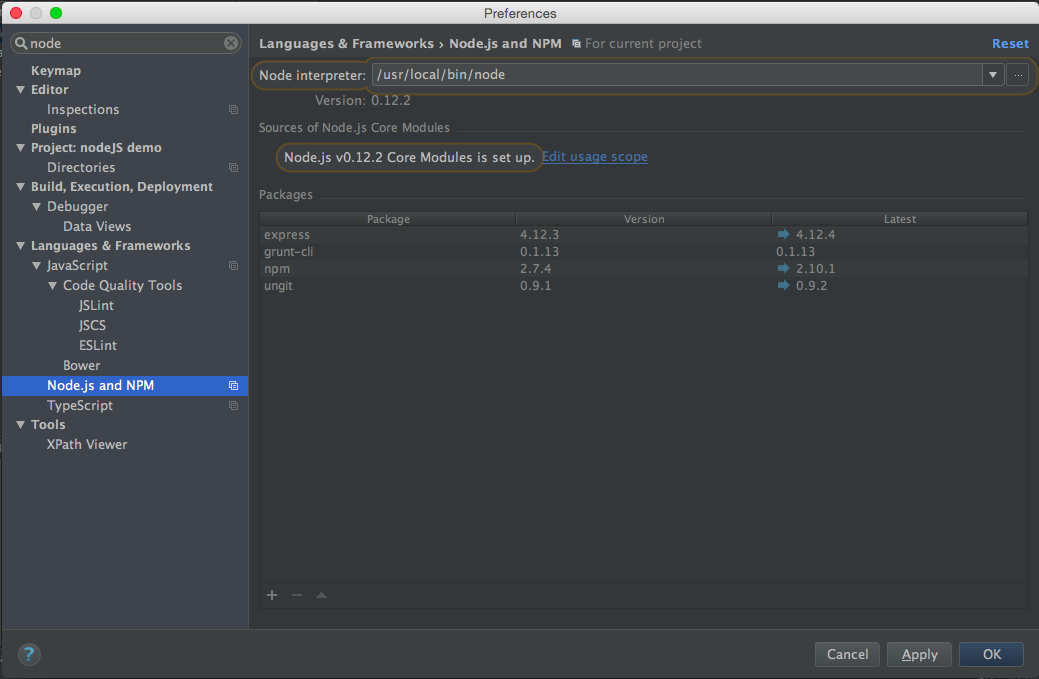 Preferences
node
Keymap
Editor
Inspections
Plugins
Project: nodeJS demo
Directories
Build, Execution, Deployment
Debugger
Data Views
Languages & Frameworks
JavaScript
Code Quality Tools
JSLint
JSCS
ESLint
Bower
Node.js and NPM
TypeScript
Tools
XPath Viewer
Languages & Frameworks › Node.js and NPM For current project Reset
Node interpreter: /usr/local/bin/node ...
Version: 0.12.2
Sources of Node.js Core Modules
Node.js v0.12.2 Core Modules is set up. Edit usage scope
Packages
Package Version Latest
express 4.12.3 4.12.4
grunt-cli 0.1.13 0.1.13
npm 2.7.4 2.10.1
ungit 0.9.1 0.9.2
? Cancel Apply OK